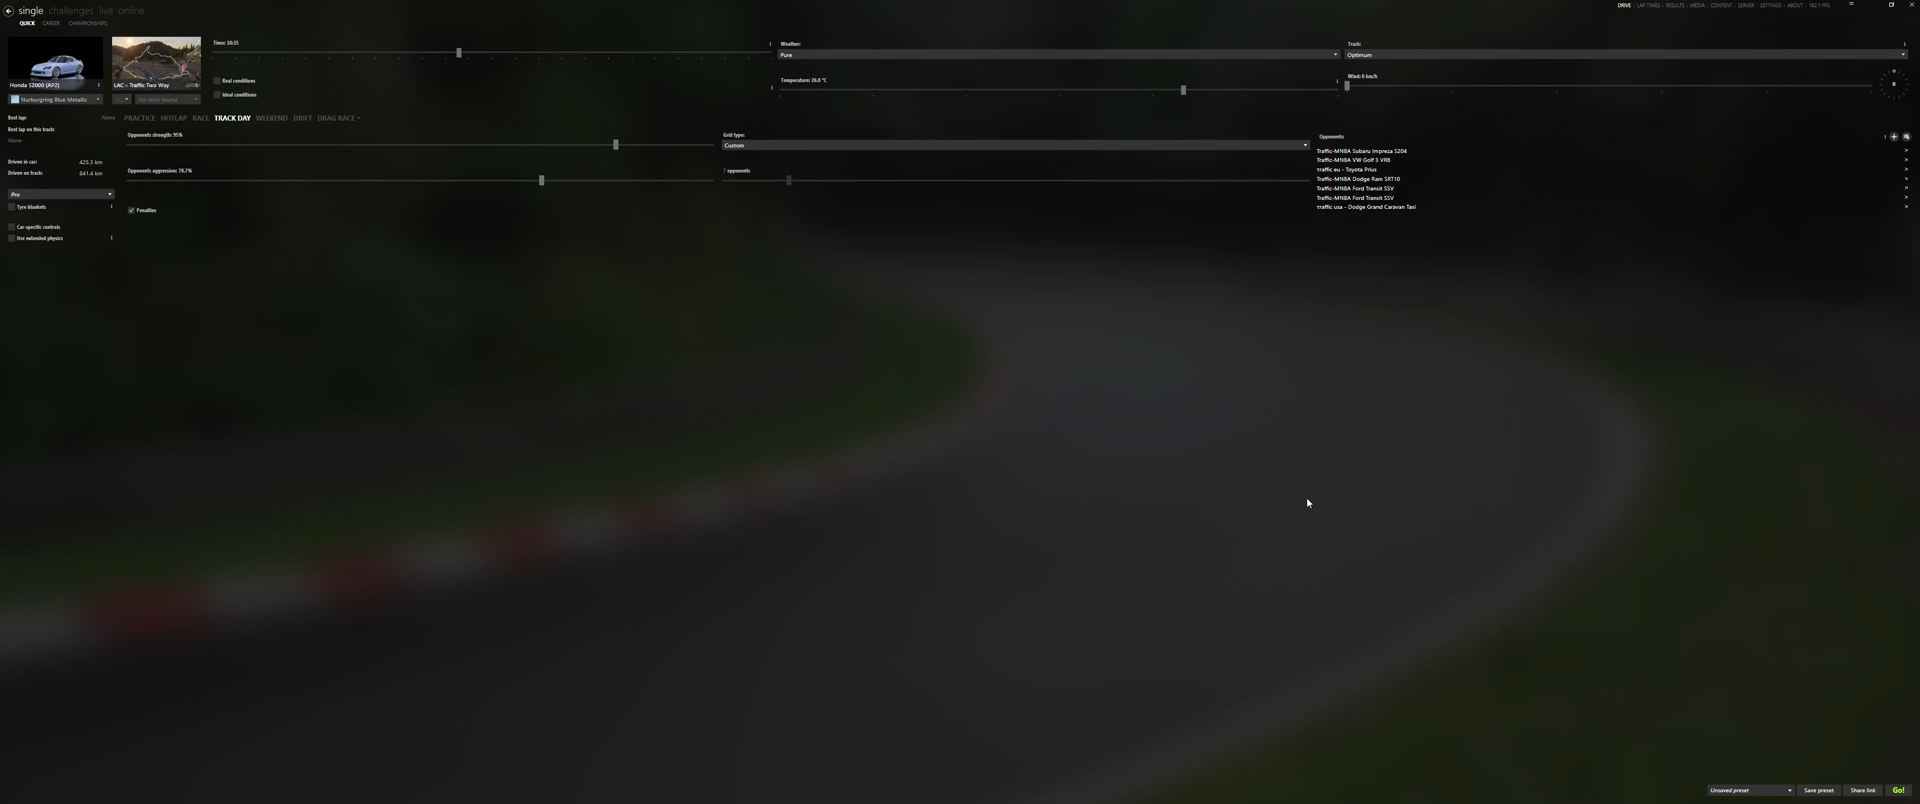 single challenges live online
DRIVE | LAP TIMES | RESULTS | MEDIA | CONTENT | SERVER | SETTINGS | ABOUT | 182.1 FPS
QUICK CAREER CHAMPIONSHIPS
Honda S2000 (AP2)
Nurburgring Blue Metallic
LAC - Traffic Two Way
No skins found
Time: 10:35
Real conditions
Ideal conditions
Weather:
Pure
Temperature: 26.0 °C
Track:
Optimum
Wind: 0 km/h
N
Best lap: None
Best lap on this track:
None
Driven in car: 425.3 km
Driven on track: 841.4 km
Pro
Tyre blankets
Car-specific controls
Use extended physics
PRACTICE HOTLAP RACE TRACK DAY WEEKEND DRIFT DRAG RACE
Opponents strength: 95%
Opponents aggression: 70.7%
Penalties
Grid type:
Custom
7 opponents
Opponents:
Traffic-MNBA Subaru Impreza S204
Traffic-MNBA VW Golf 3 VR6
traffic eu - Toyota Prius
Traffic-MNBA Dodge Ram SRT10
Traffic-MNBA Ford Transit SSV
Traffic-MNBA Ford Transit SSV
traffic usa - Dodge Grand Caravan Taxi
Unsaved preset
Save preset
Share link
Go!